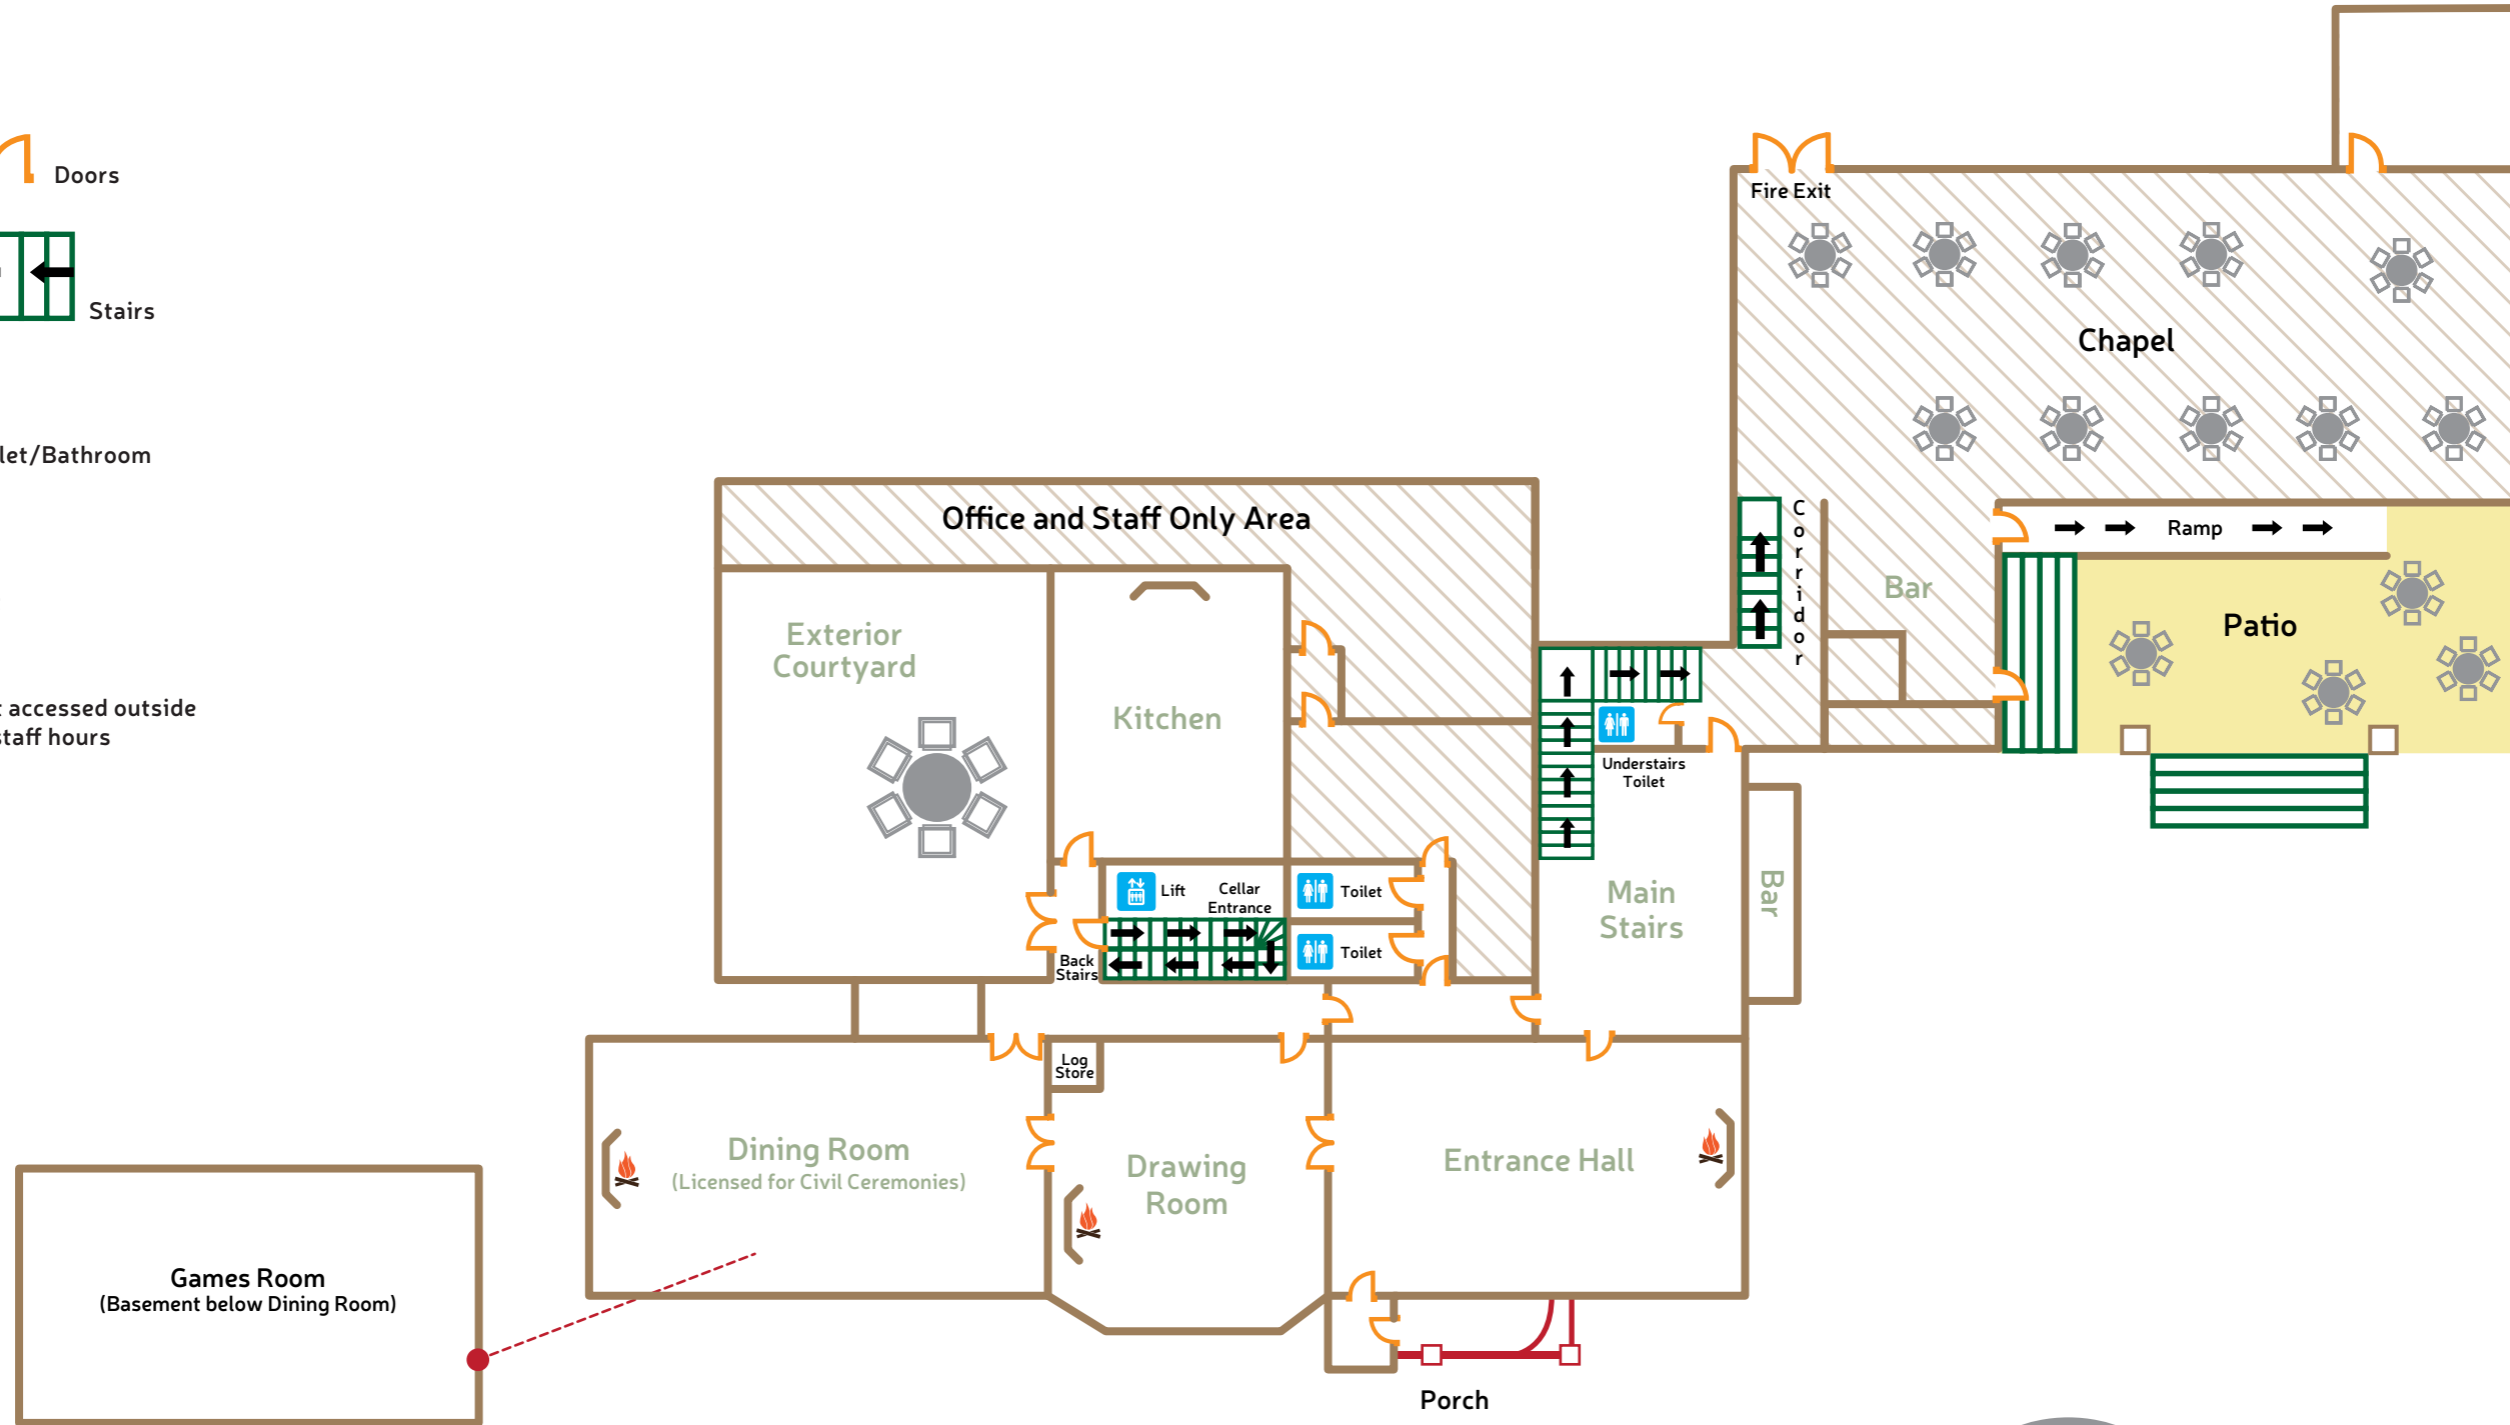 Doors
Stairs
let/Bathroom
accessed outside
staff hours
Fire Exit
Chapel
Corridor
Bar
Ramp
Patio
Office and Staff Only Area
Exterior
Courtyard
Kitchen
Understairs
Toilet
Lift
Cellar
Entrance
Toilet
Toilet
Back
Stairs
Main
Stairs
Bar
Log
Store
Dining Room
(Licensed for Civil Ceremonies)
Drawing
Room
Entrance Hall
Games Room
(Basement below Dining Room)
Porch